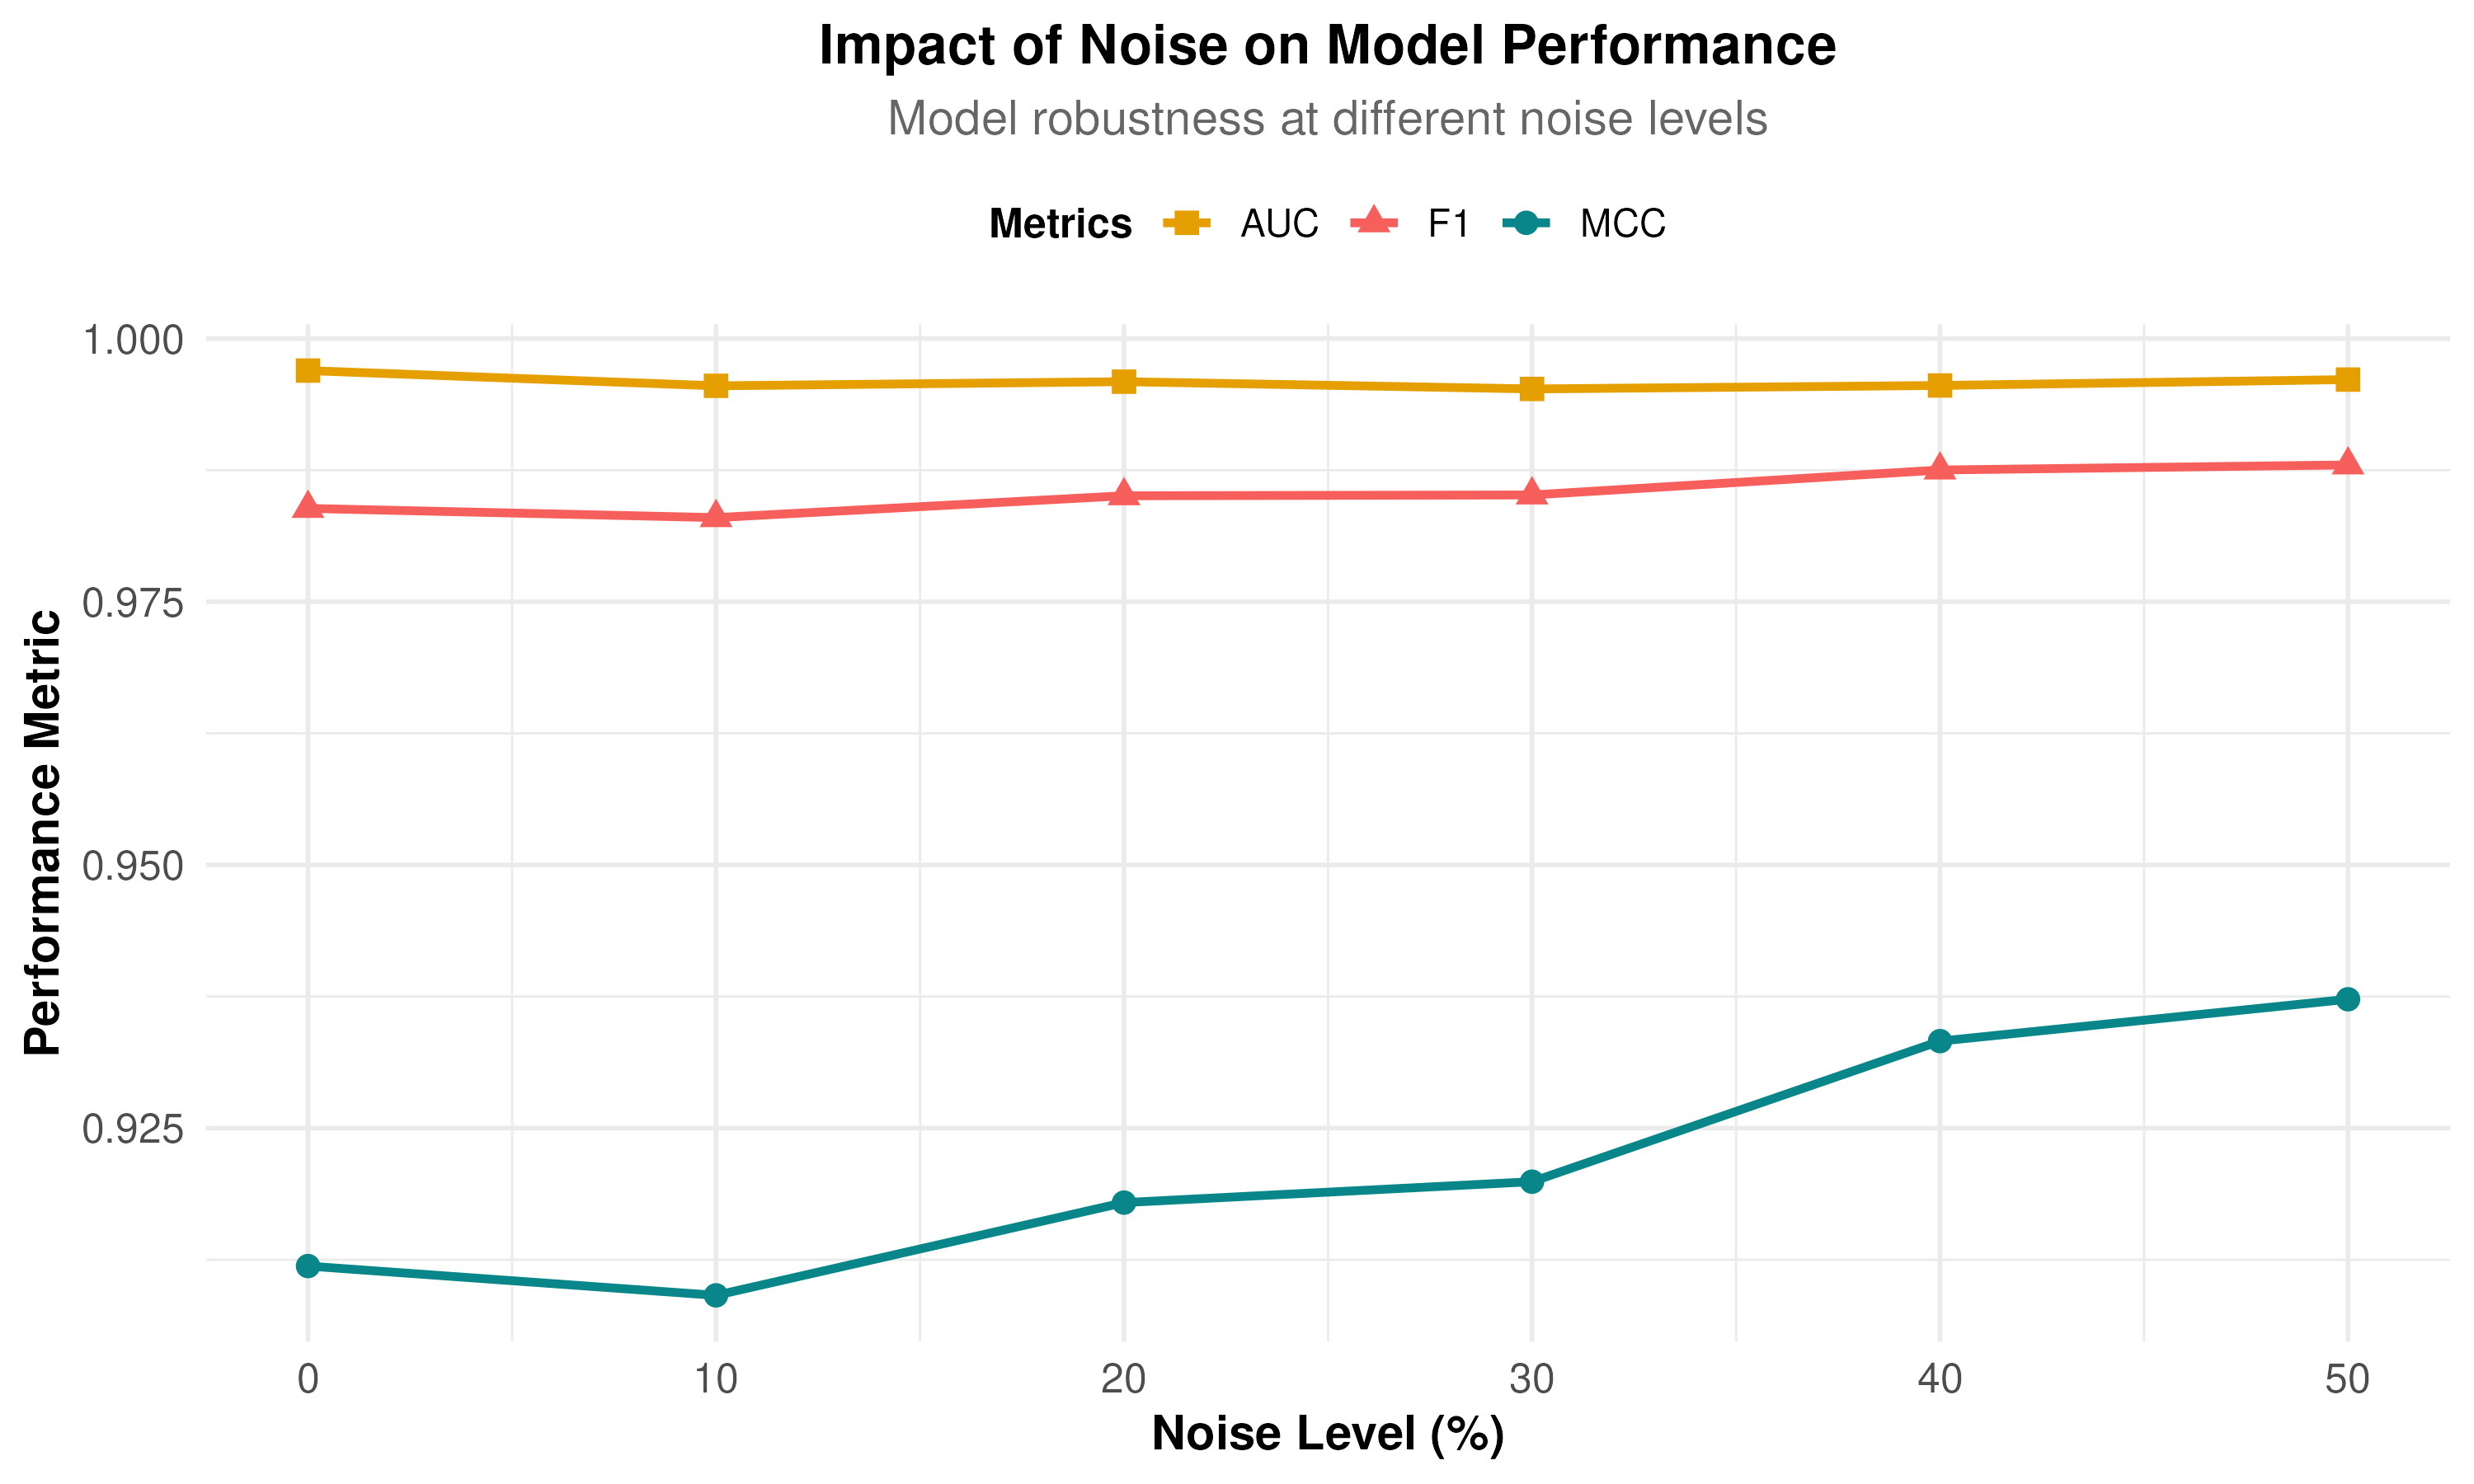 Impact of Noise on Model Performance
Model robustness at different noise levels
Metrics AUC F1 MCC
1.000
0.975
0.950
0.925
Performance Metric
0 10 20 30 40 50
Noise Level (%)